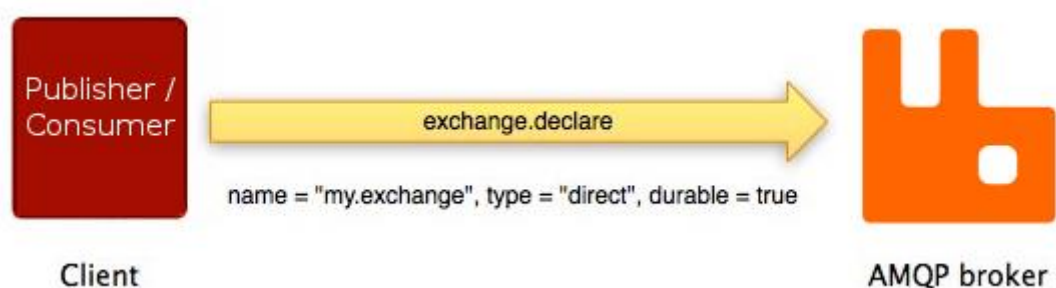 Publisher /
Consumer
exchange.declare
name = "my.exchange", type = "direct", durable = true
Client
AMQP broker